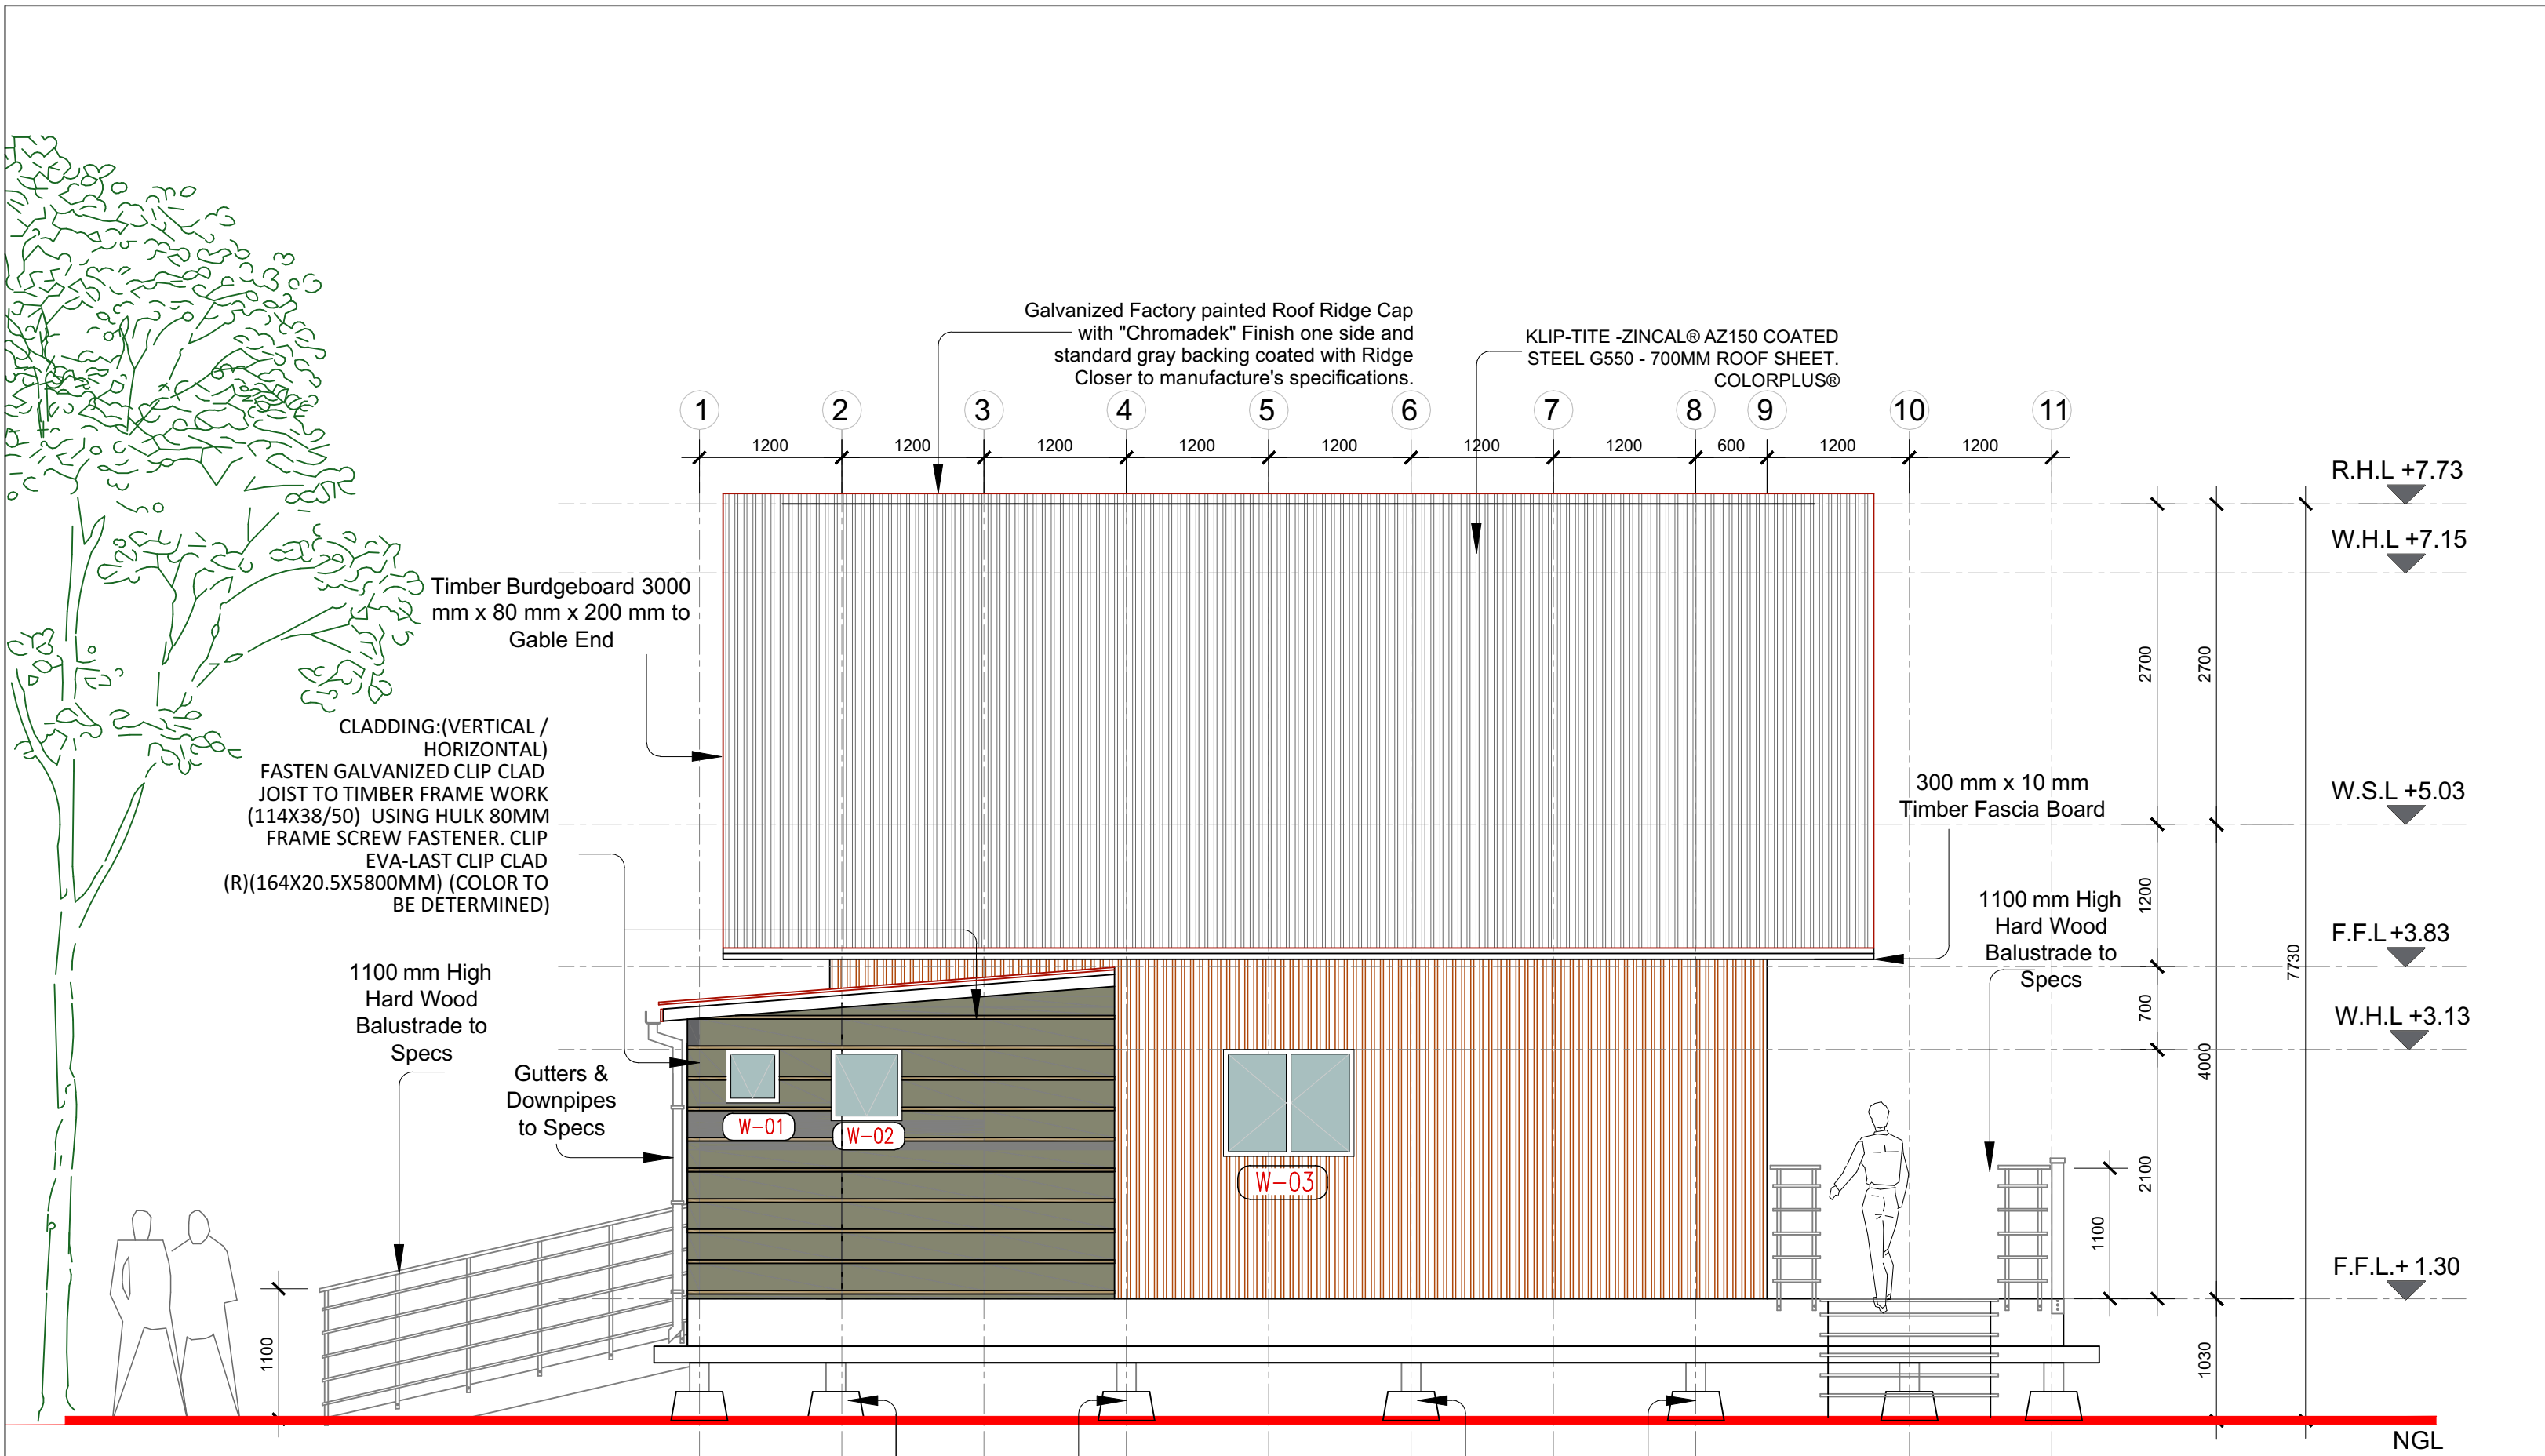 Galvanized Factory painted Roof Ridge Cap
with "Chromadek" Finish one side and
standard gray backing coated with Ridge
Closer to manufacture's specifications.
KLIP-TITE -ZINCAL® AZ150 COATED
STEEL G550 - 700MM ROOF SHEET.
COLORPLUS®
1 2 3 4 5 6 7 8 9 10 11
1200 1200 1200 1200 1200 1200 1200 600 1200 1200
R.H.L +7.73
W.H.L +7.15
Timber Burdgeboard 3000
mm x 80 mm x 200 mm to
Gable End
2700
2700
CLADDING:(VERTICAL /
HORIZONTAL)
FASTEN GALVANIZED CLIP CLAD
JOIST TO TIMBER FRAME WORK
(114X38/50) USING HULK 80MM
FRAME SCREW FASTENER. CLIP
EVA-LAST CLIP CLAD
(R)(164X20.5X5800MM) (COLOR TO
BE DETERMINED)
300 mm x 10 mm
Timber Fascia Board
W.S.L +5.03
1200
1100 mm High
Hard Wood
Balustrade to
Specs
F.F.L +3.83
7730
1100 mm High
Hard Wood
Balustrade to
Specs
700
W.H.L +3.13
4000
Gutters &
Downpipes
to Specs
W-01
W-02
W-03
2100
1100
F.F.L.+ 1.30
1100
1030
NGL